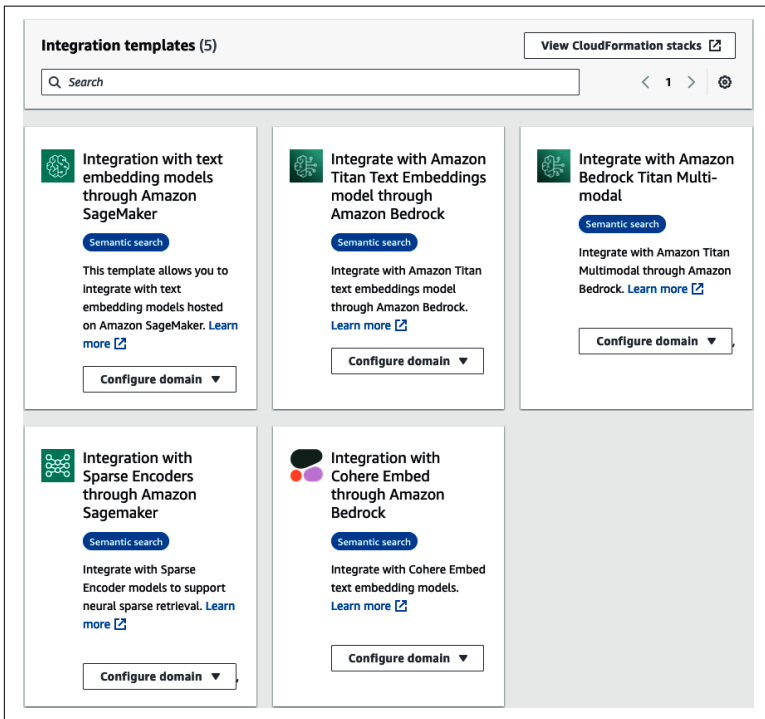 Integration templates (5)
View CloudFormation stacks
Search
1
Integration with text
embedding models
through Amazon
SageMaker
Semantic search
This template allows you to
integrate with text
embedding models hosted
on Amazon SageMaker. Learn
more
Configure domain
Integrate with Amazon
Titan Text Embeddings
model through
Amazon Bedrock
Semantic search
Integrate with Amazon Titan
text embeddings model
through Amazon Bedrock.
Learn more
Configure domain
Integrate with Amazon
Bedrock Titan Multi-
modal
Semantic search
Integrate with Amazon Titan
Multimodal through Amazon
Bedrock. Learn more
Configure domain
Integration with
Sparse Encoders
through Amazon
Sagemaker
Semantic search
Integrate with Sparse
Encoder models to support
neural sparse retrieval. Learn
more
Configure domain
Integration with
Cohere Embed
through Amazon
Bedrock
Semantic search
Integrate with Cohere Embed
text embedding models.
Learn more
Configure domain